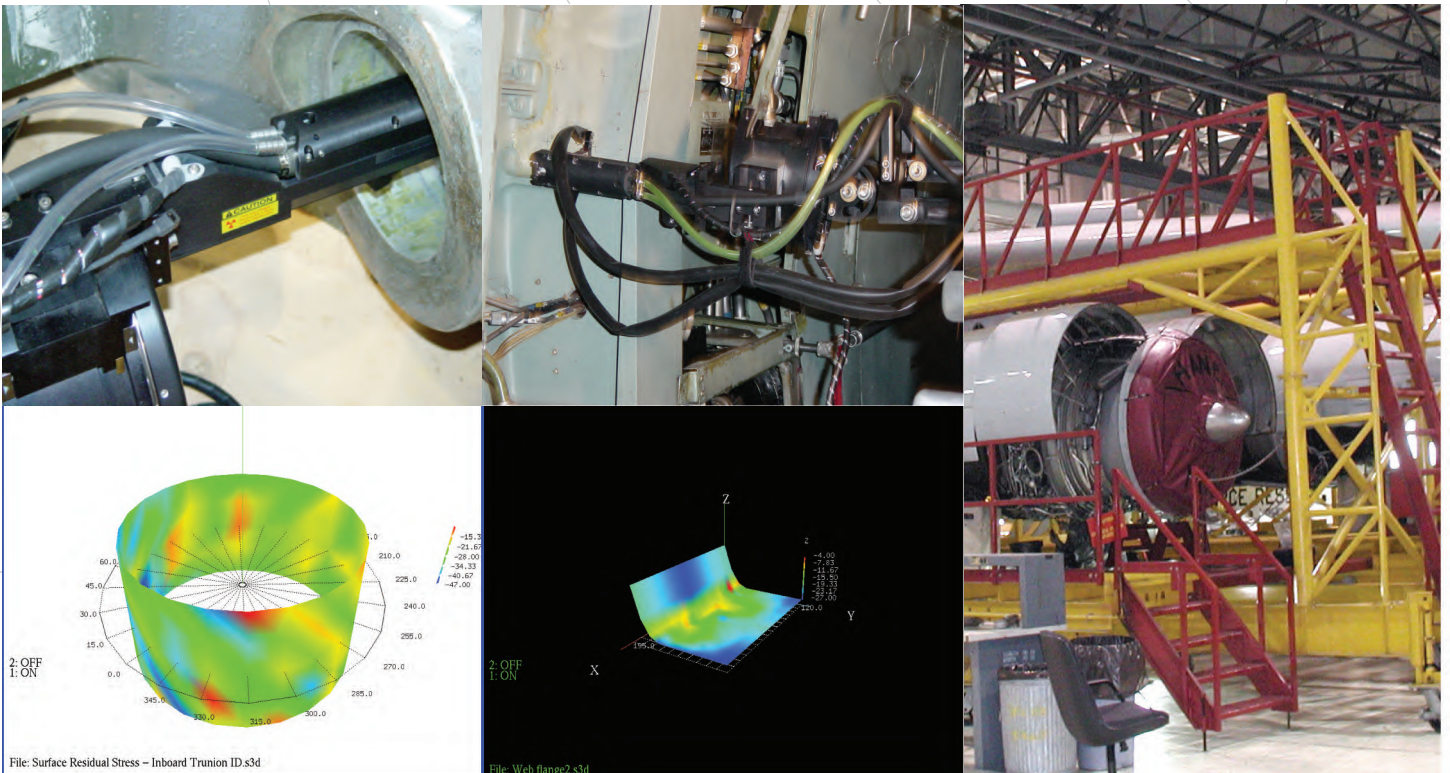 CAUTION
60.0
45.0
30.0
15.0
0.0
345.0
330.0
315.0
300.0
285.0
270.0
255.0
240.0
225.0
210.0
-15.3
-21.67
-28.00
-34.33
-40.67
-47.00
2: OFF
1: ON
File: Surface Residual Stress – Inboard Trunion ID.s3d
Z
Z
-4.00
-7.83
-11.67
-15.50
-19.33
-23.17
-27.00
120.0
Y
195.0
X
2: OFF
1: ON
File: Web flange2.s3d